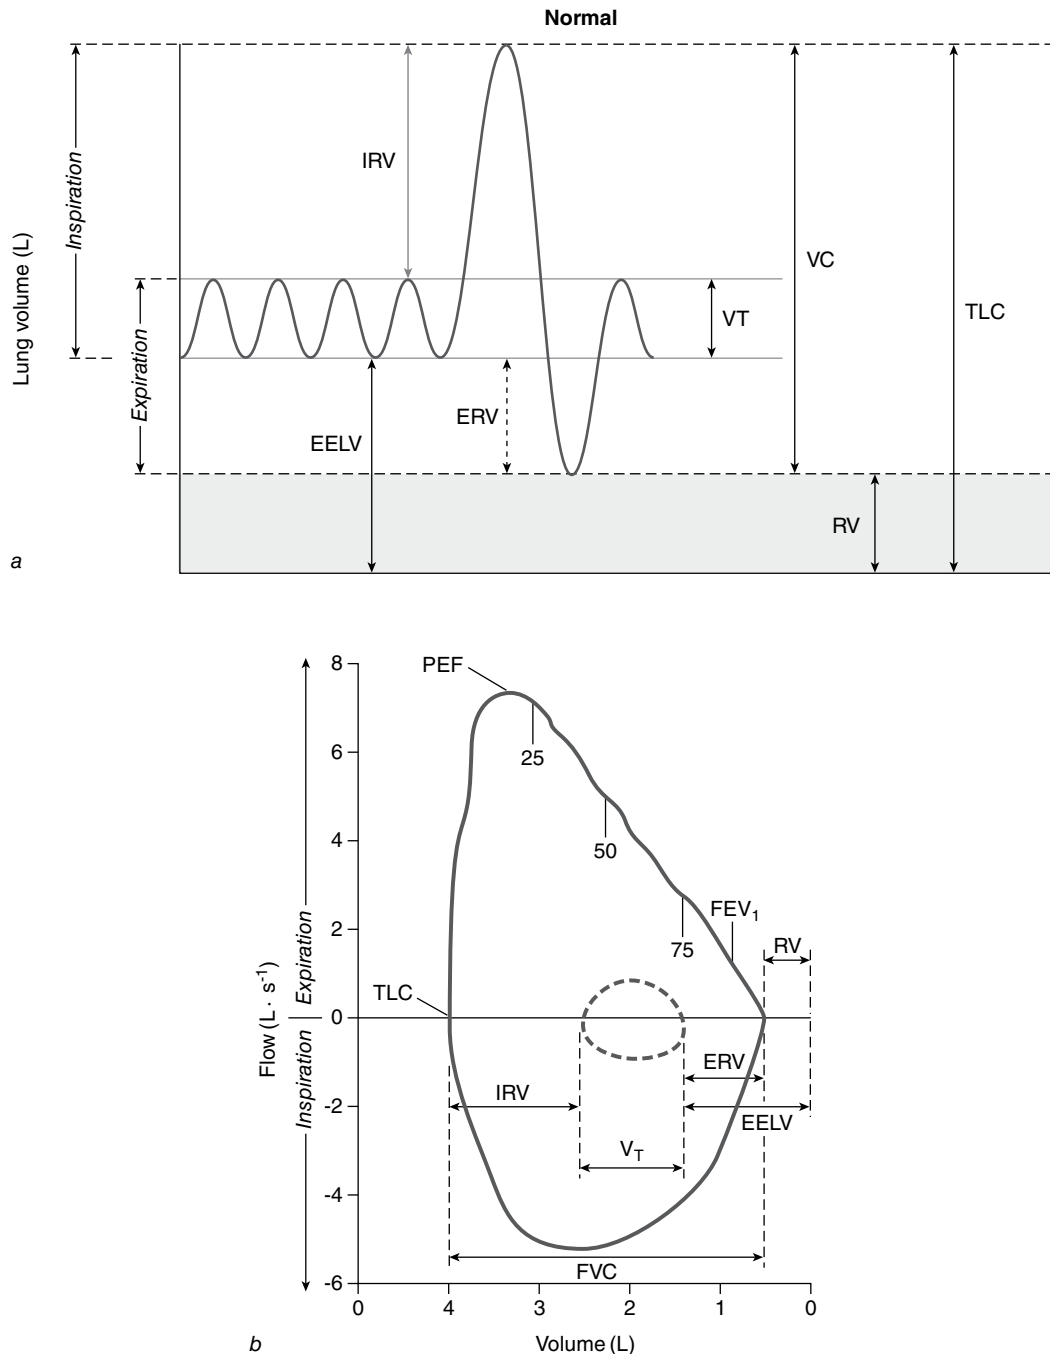 Normal
Inspiration
IRV
Lung volume (L)
VC
TLC
VT
Expiration
ERV
EELV
RV
a
8
PEF
6
25
4
50
2
FEV1
75
RV
Expiration
TLC
0
Flow (L · s-1)
Inspiration
ERV
IRV
-2
EELV
VT
-4
FVC
-6
0 4 3 2 1 0
b
Volume (L)